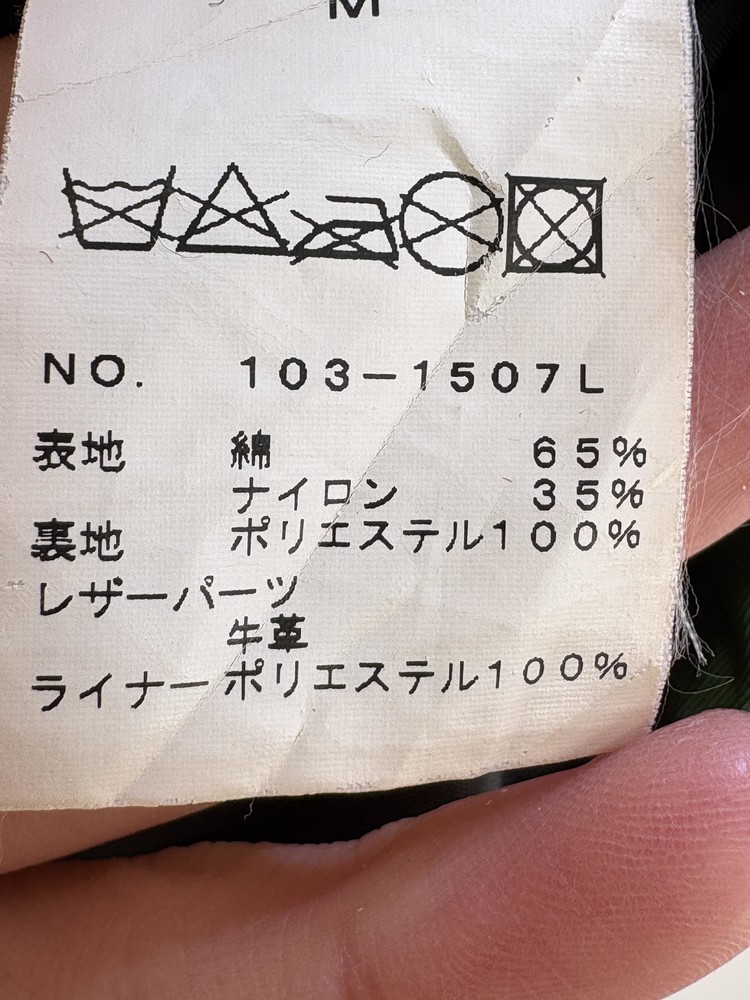 M
NO. 103-1507L
表地 綿 65%
ナイロン 35%
裏地 ポリエステル100%
レザーパーツ
牛革
ライナーポリエステル100%